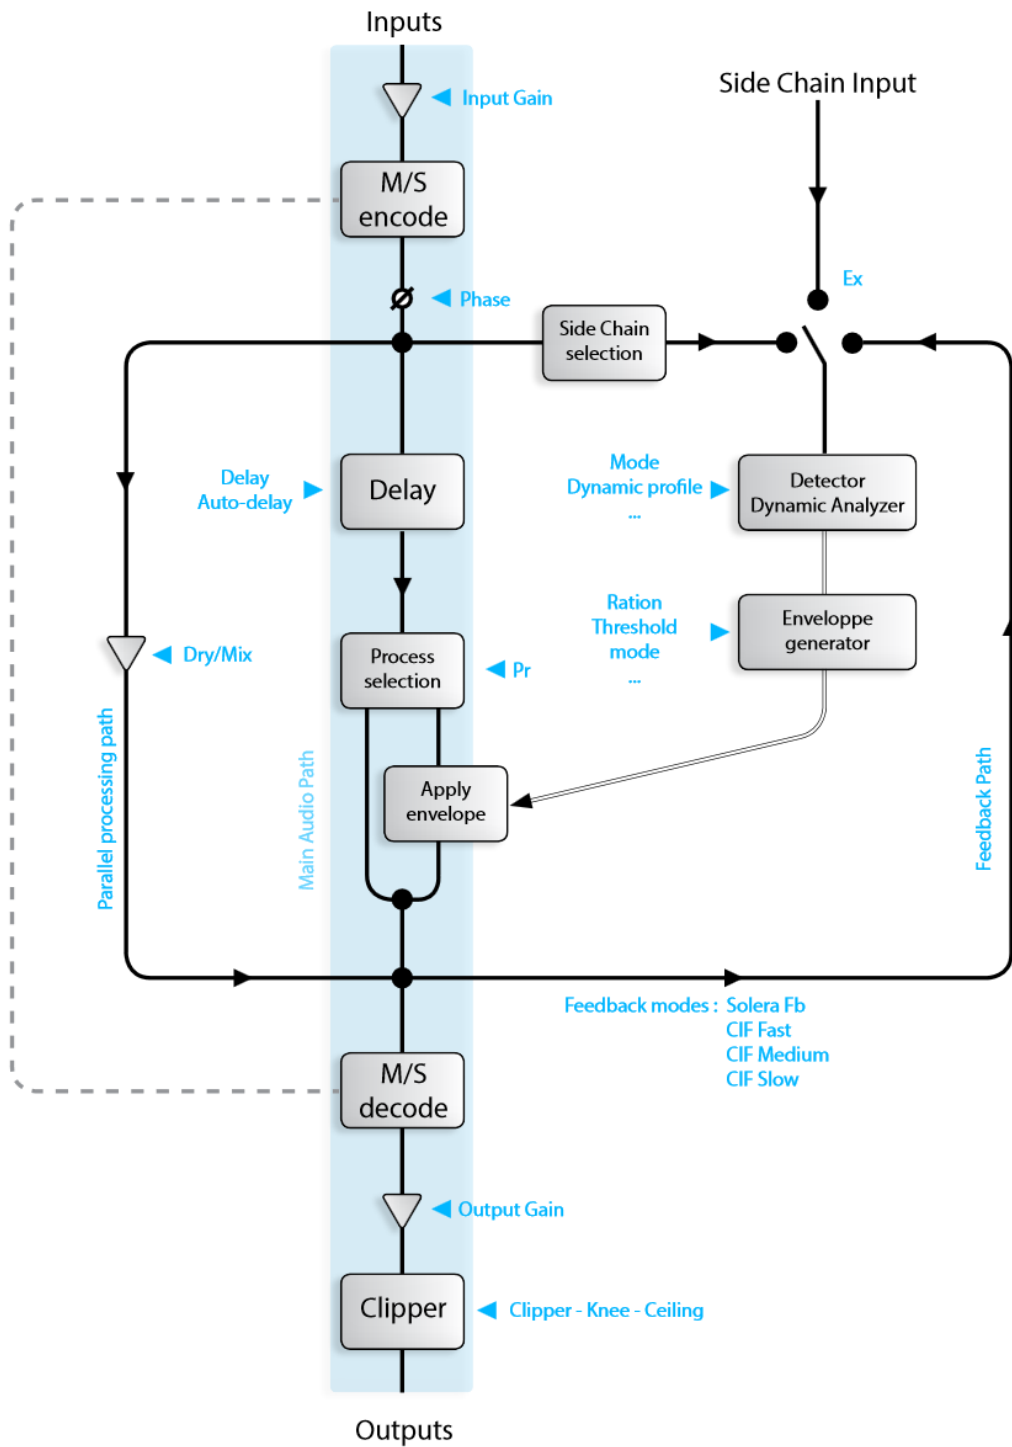 Inputs
Side Chain Input
Input Gain
M/S
encode
Ex
Phase
Side Chain
selection
Delay
Auto-delay
Delay
Mode
Dynamic profile
...
Detector
Dynamic Analyzer
Ration
Threshold
mode
...
Enveloppe
generator
Dry/Mix
Process
selection
Pr
Parallel processing path
Main Audio Path
Apply
envelope
Feedback Path
Feedback modes : Solera Fb
CIF Fast
CIF Medium
CIF Slow
M/S
decode
Output Gain
Clipper
Clipper - Knee - Ceiling
Outputs